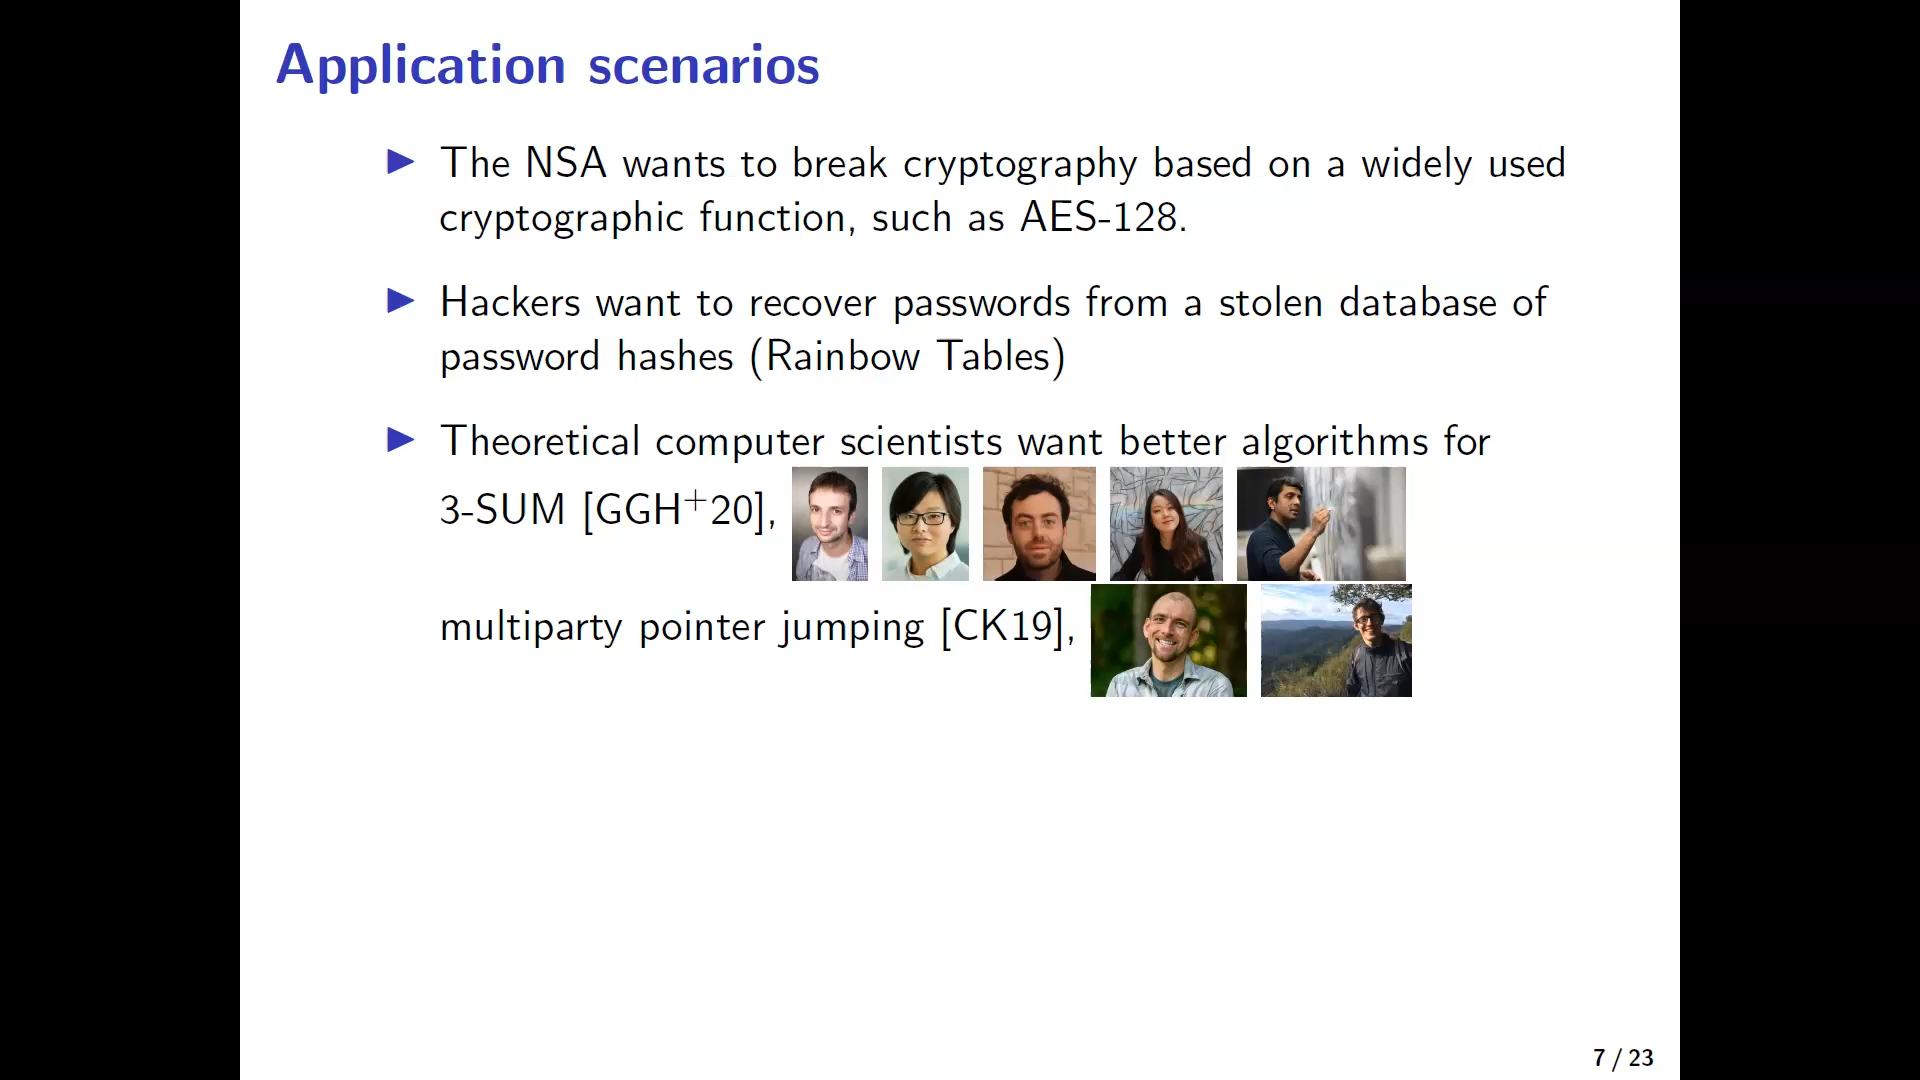 Application scenarios
▶ The NSA wants to break cryptography based on a widely used
cryptographic function, such as AES-128.
▶ Hackers want to recover passwords from a stolen database of
password hashes (Rainbow Tables)
▶ Theoretical computer scientists want better algorithms for
3-SUM [GGH⁺20],
multiparty pointer jumping [CK19],
7 / 23